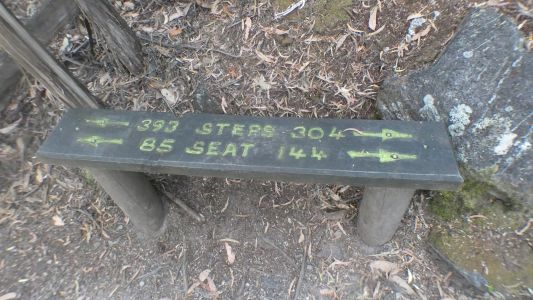 ← 393 STEPS 304 →
← 85 SEAT 144 →